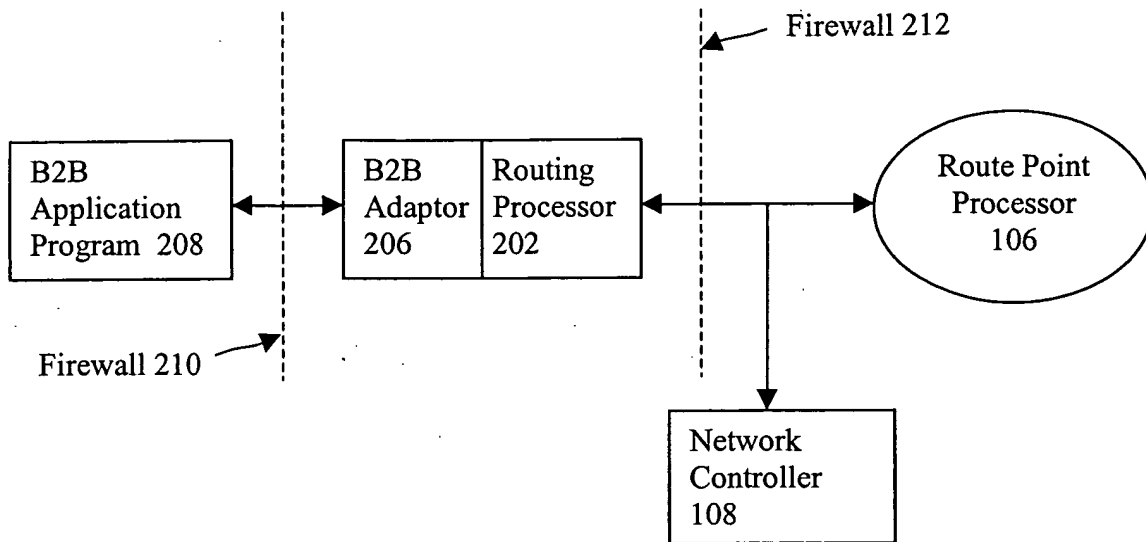 Firewall 212
B2B
Application
Program 208
B2B
Adaptor
206
Routing
Processor
202
Route Point
Processor
106
Firewall 210
Network
Controller
108